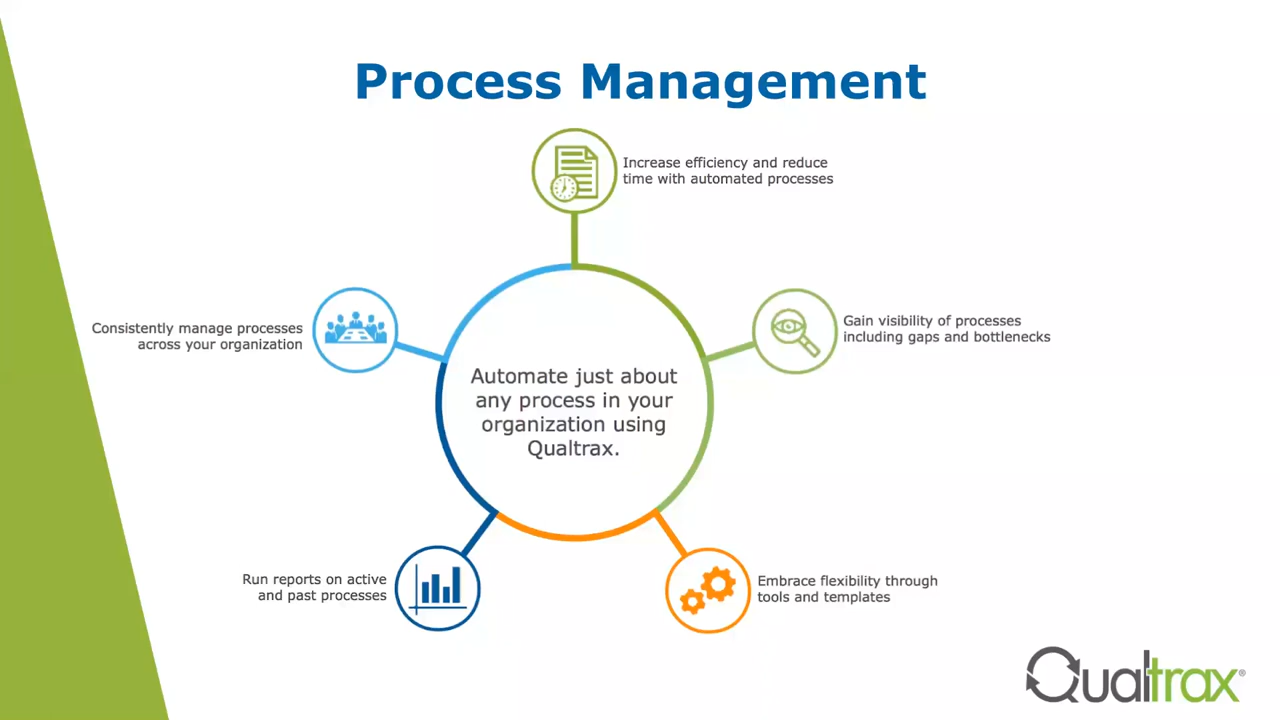 Process Management
Increase efficiency and reduce
time with automated processes
Consistently manage processes
across your organization
Gain visibility of processes
including gaps and bottlenecks
Automate just about
any process in your
organization using
Qualtrax.
Run reports on active
and past processes
Embrace flexibility through
tools and templates
Qualtrax®